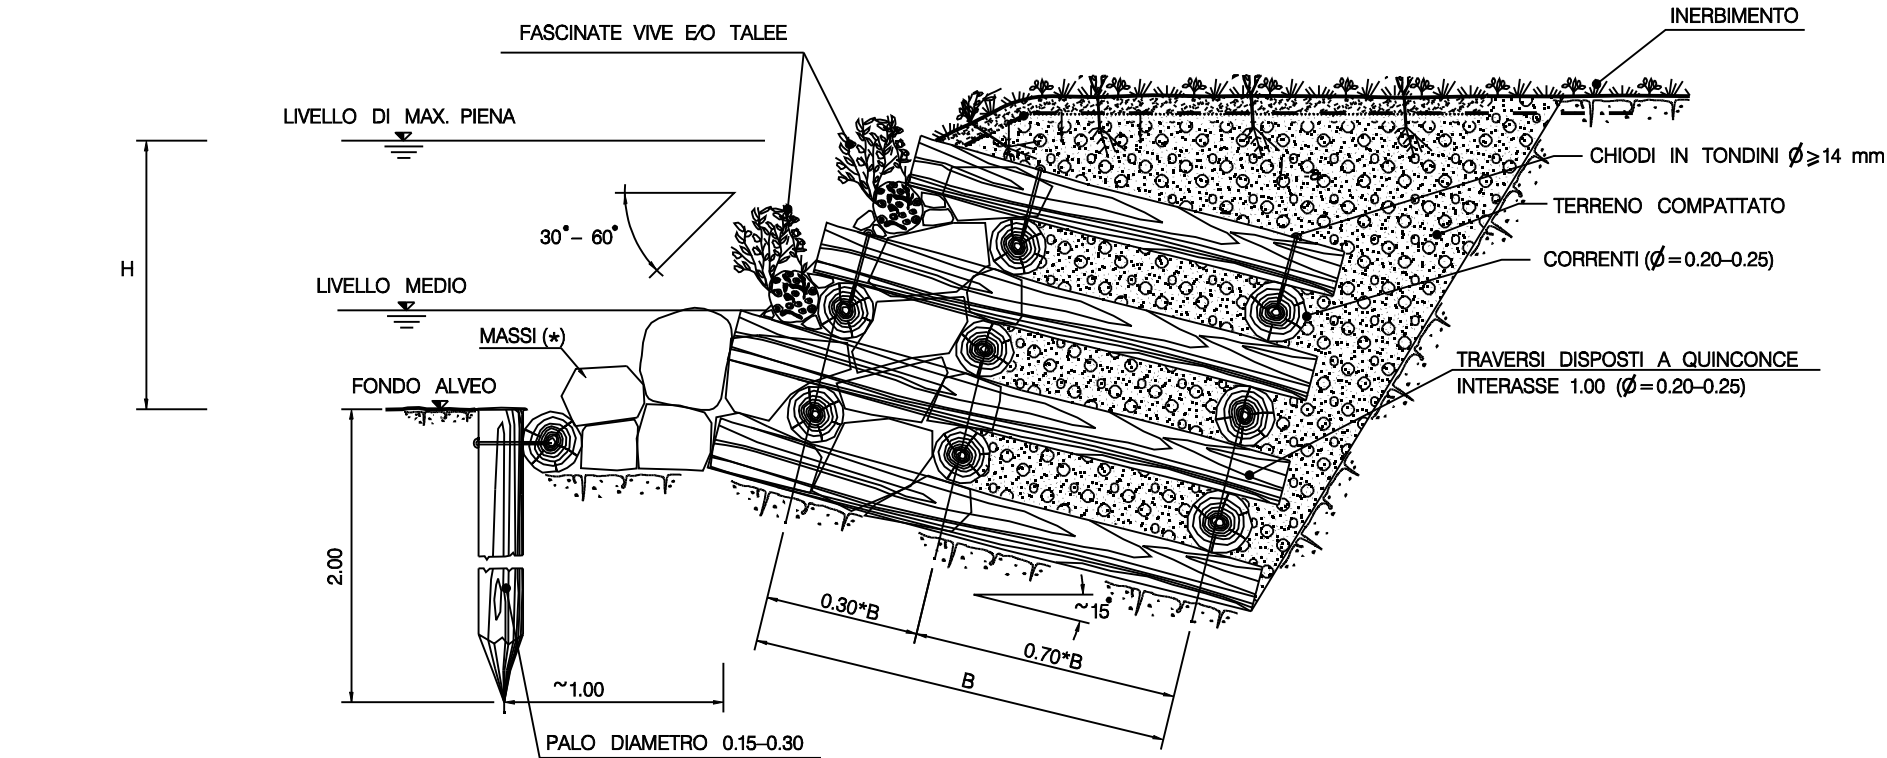 INERBIMENTO
FASCINATE VIVE E/O TALEE
LIVELLO DI MAX. PIENA
CHIODI IN TONDINI Ø⩾14 mm
TERRENO COMPATTATO
30°– 60°
H
CORRENTI (Ø=0.20–0.25)
LIVELLO MEDIO
MASSI (*)
TRAVERSI DISPOSTI A QUINCONCE
INTERASSE 1.00 (Ø=0.20–0.25)
FONDO ALVEO
2.00
0.30*B
~15°
0.70*B
B
~1.00
PALO DIAMETRO 0.15–0.30